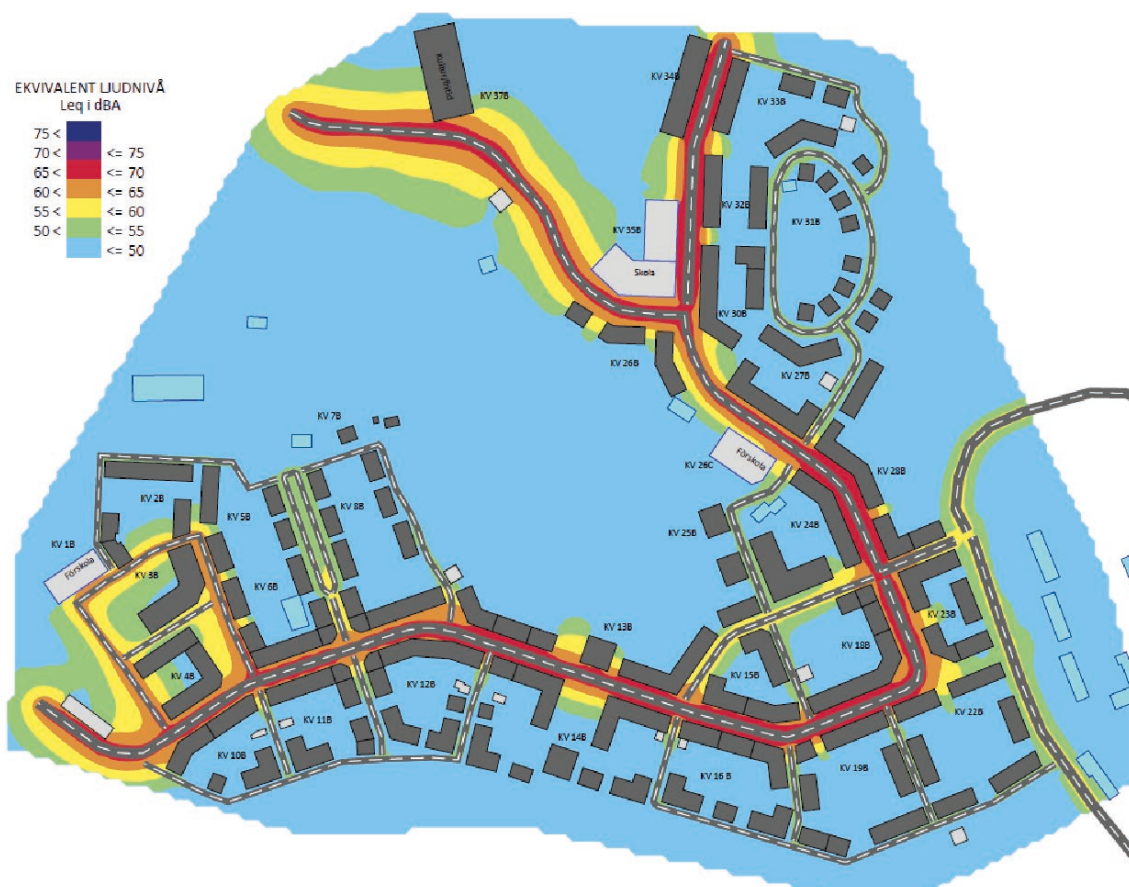 EKVIVALENT LJUDNIVÅ
Leq i dBA
75 <
70 < <= 75
65 < <= 70
60 < <= 65
55 < <= 60
50 < <= 55
<= 50
Kultur/fritid
KV 37B
KV 34B
KV 33B
KV 32B
KV 31B
KV 35B
Skola
KV 30B
KV 26B
KV 27B
KV 7B
KV 26C
Förskola
KV 28B
KV 2B
KV 5B
KV 8B
KV 24B
KV 25B
KV 1B
Förskola
KV 3B
KV 6B
KV 23B
KV 13B
KV 18B
KV 4B
KV 12B
KV 15B
KV 11B
KV 22B
KV 10B
KV 14B
KV 16 B
KV 19B